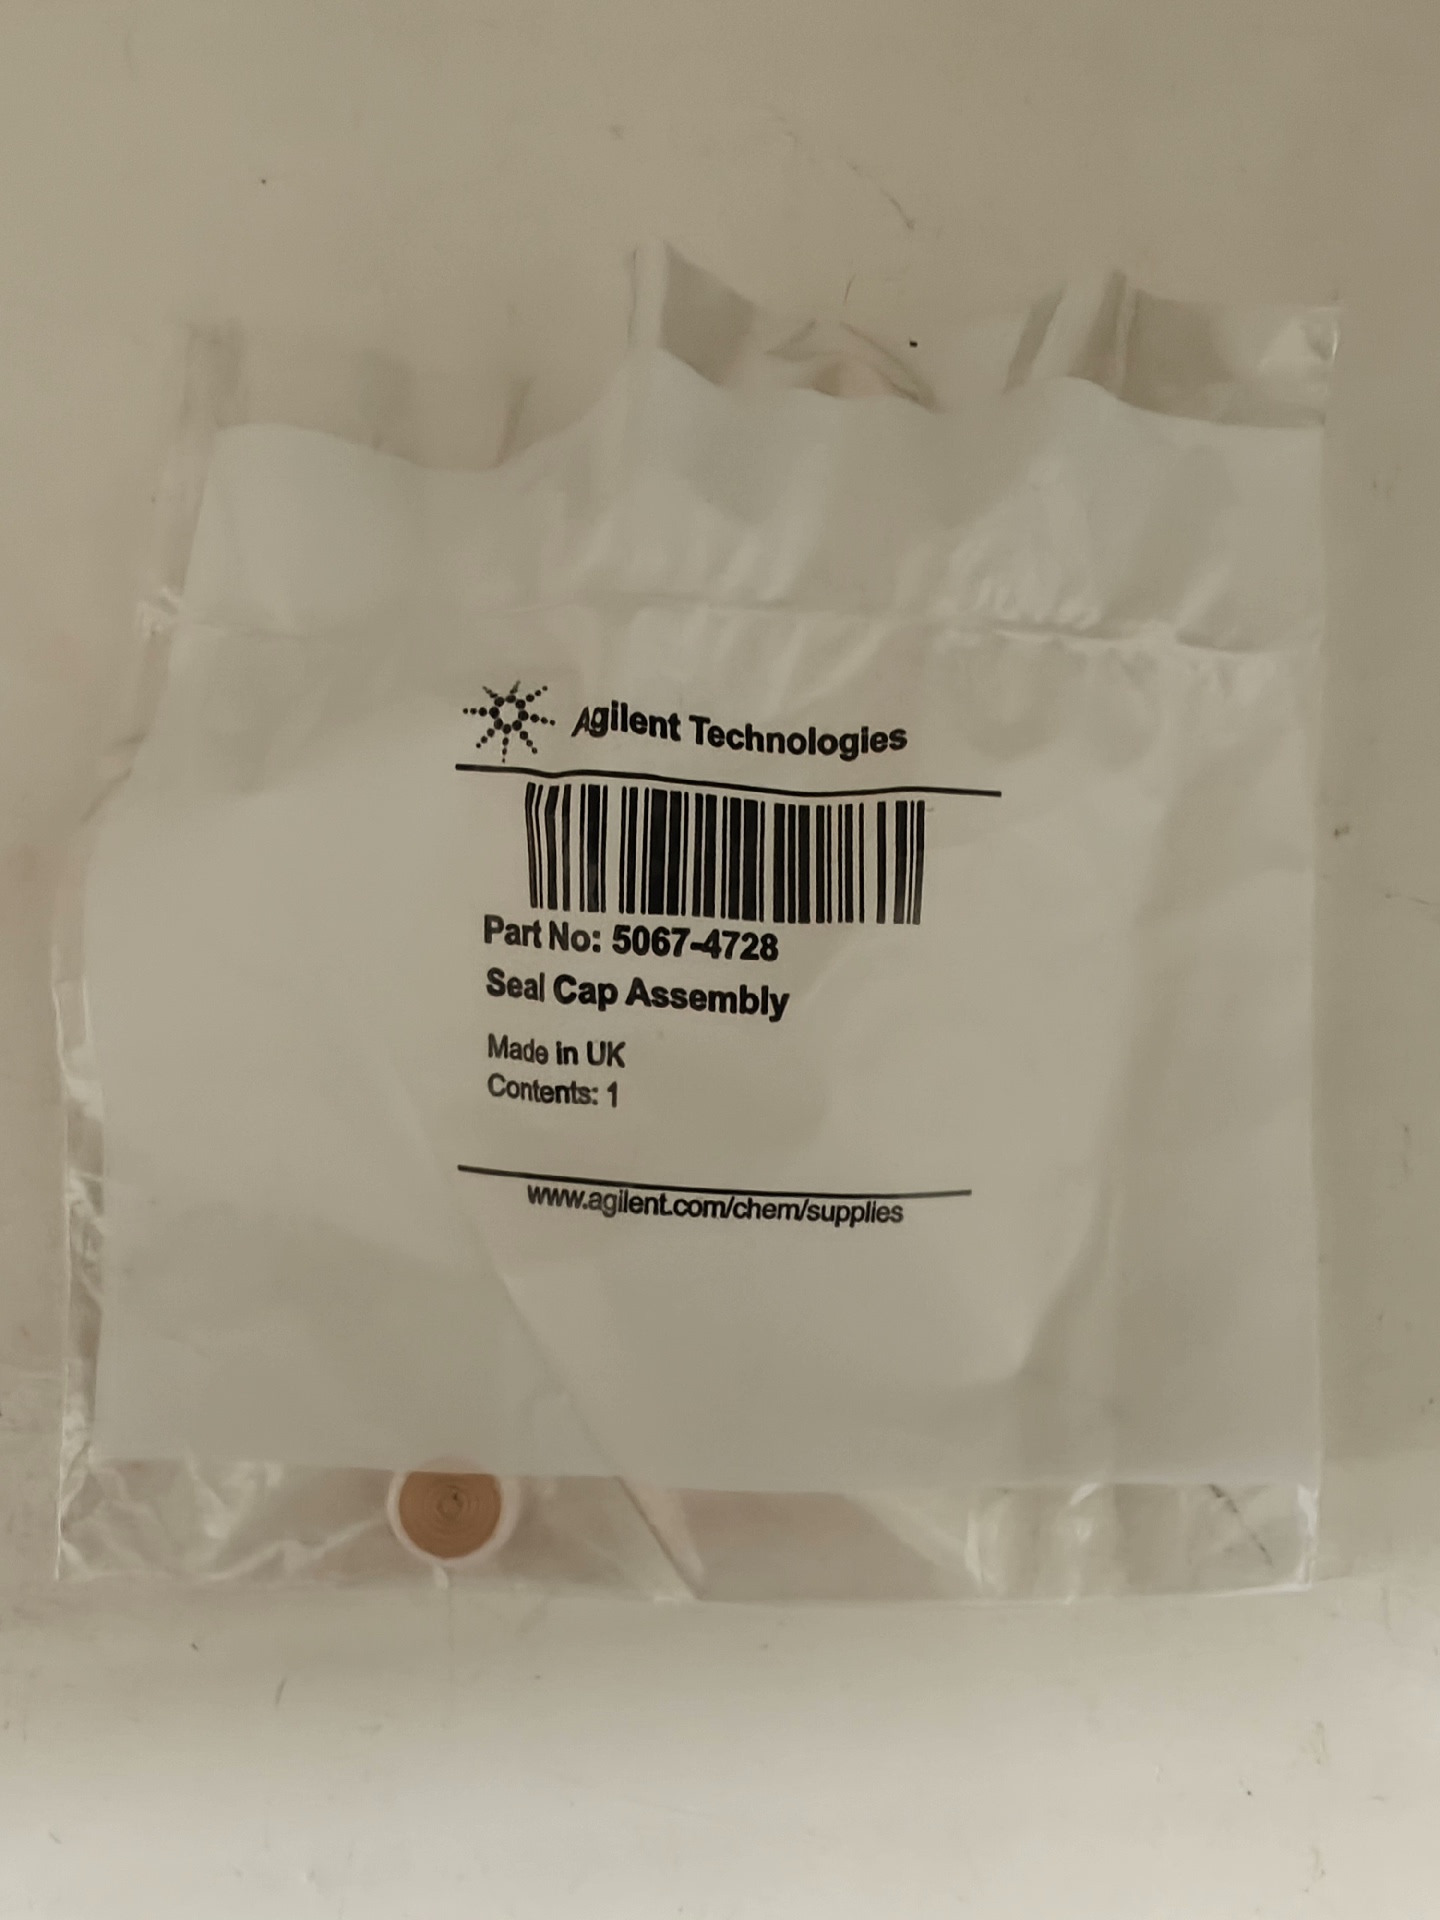 Agilent Technologies
Part No: 5067-4728
Seal Cap Assembly
Made in UK
Contents: 1
www.agilent.com/chem/supplies